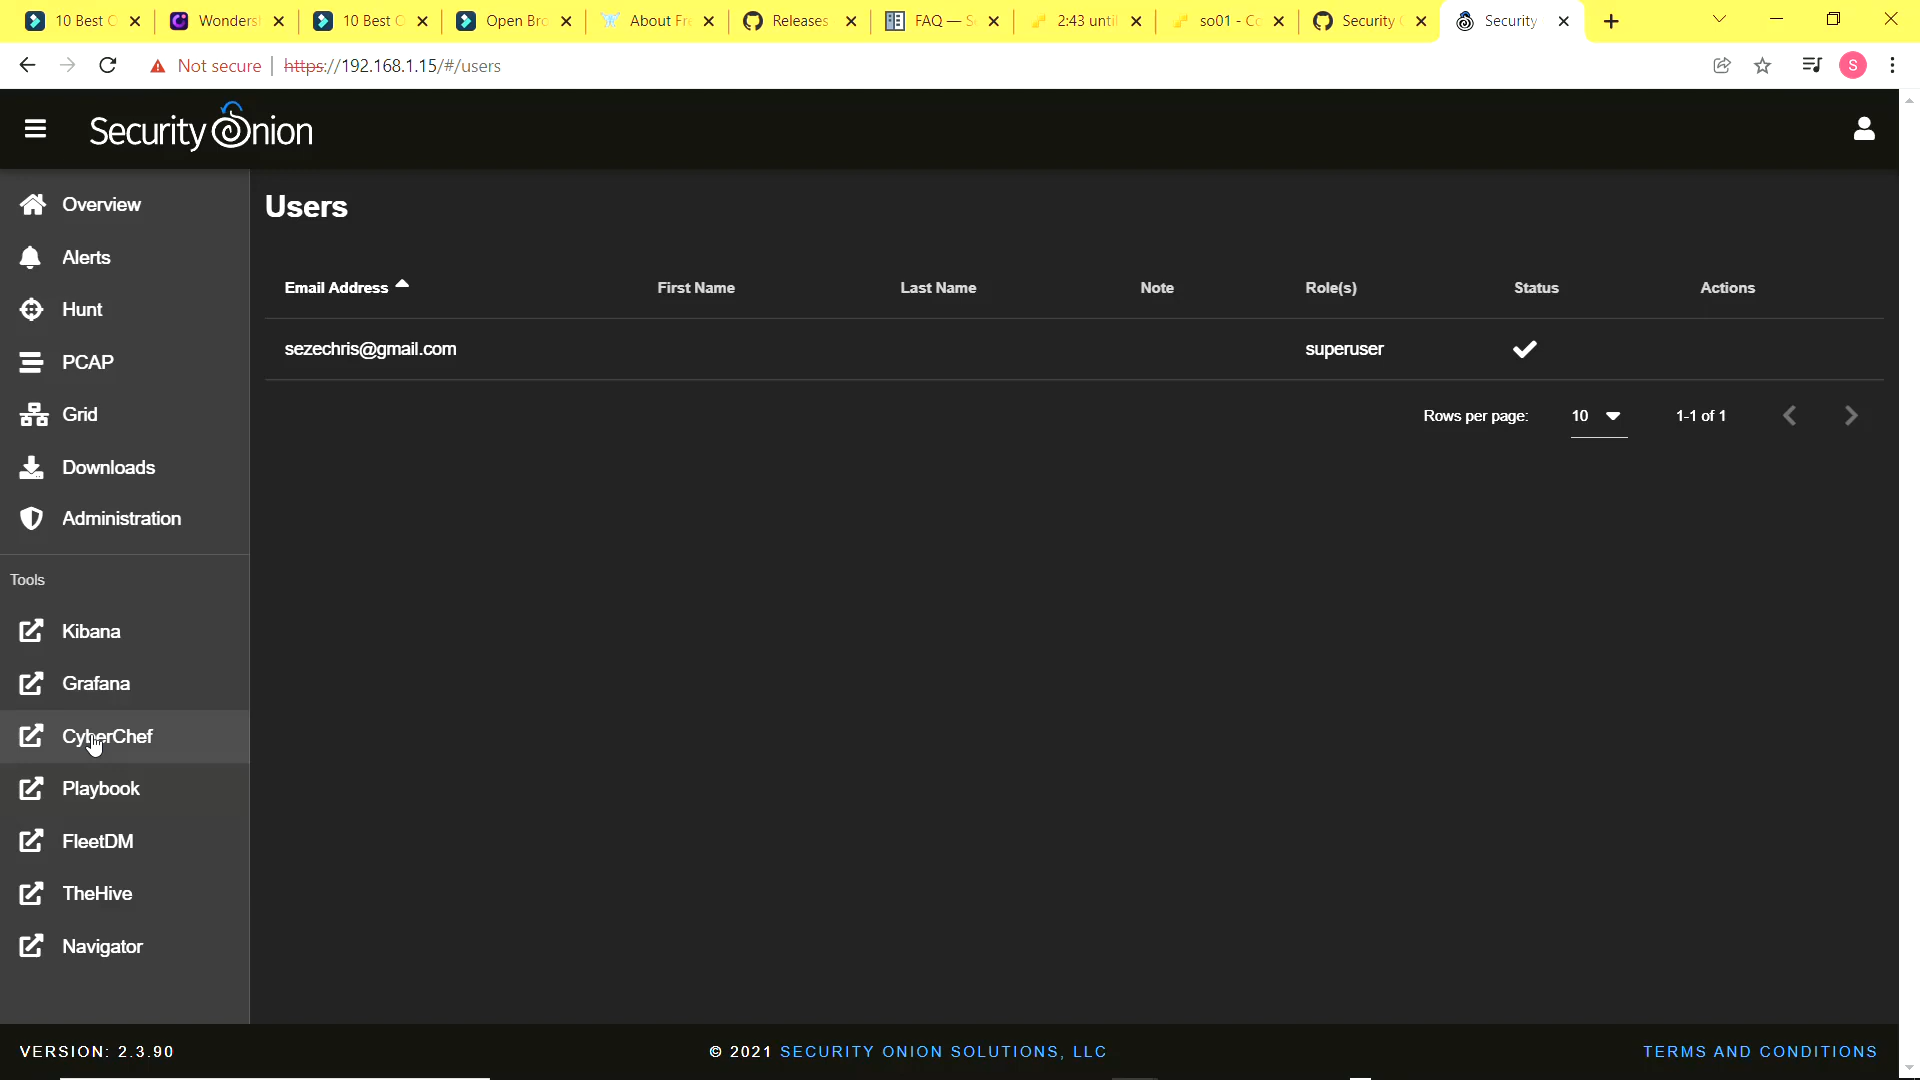 10 Best O
Wonders
10 Best O
Open Bro
About Fre
Releases
FAQ — S
2:43 until
so01 - Co
Security
Security
Not secure
https://192.168.1.15/#/users
S
Security Onion
Overview
Alerts
Hunt
PCAP
Grid
Downloads
Administration
Tools
Kibana
Grafana
CyberChef
Playbook
FleetDM
TheHive
Navigator
Users
Email Address First Name Last Name Note Role(s) Status Actions
sezechris@gmail.com superuser
Rows per page: 10 1-1 of 1
VERSION: 2.3.90
© 2021 SECURITY ONION SOLUTIONS, LLC
TERMS AND CONDITIONS